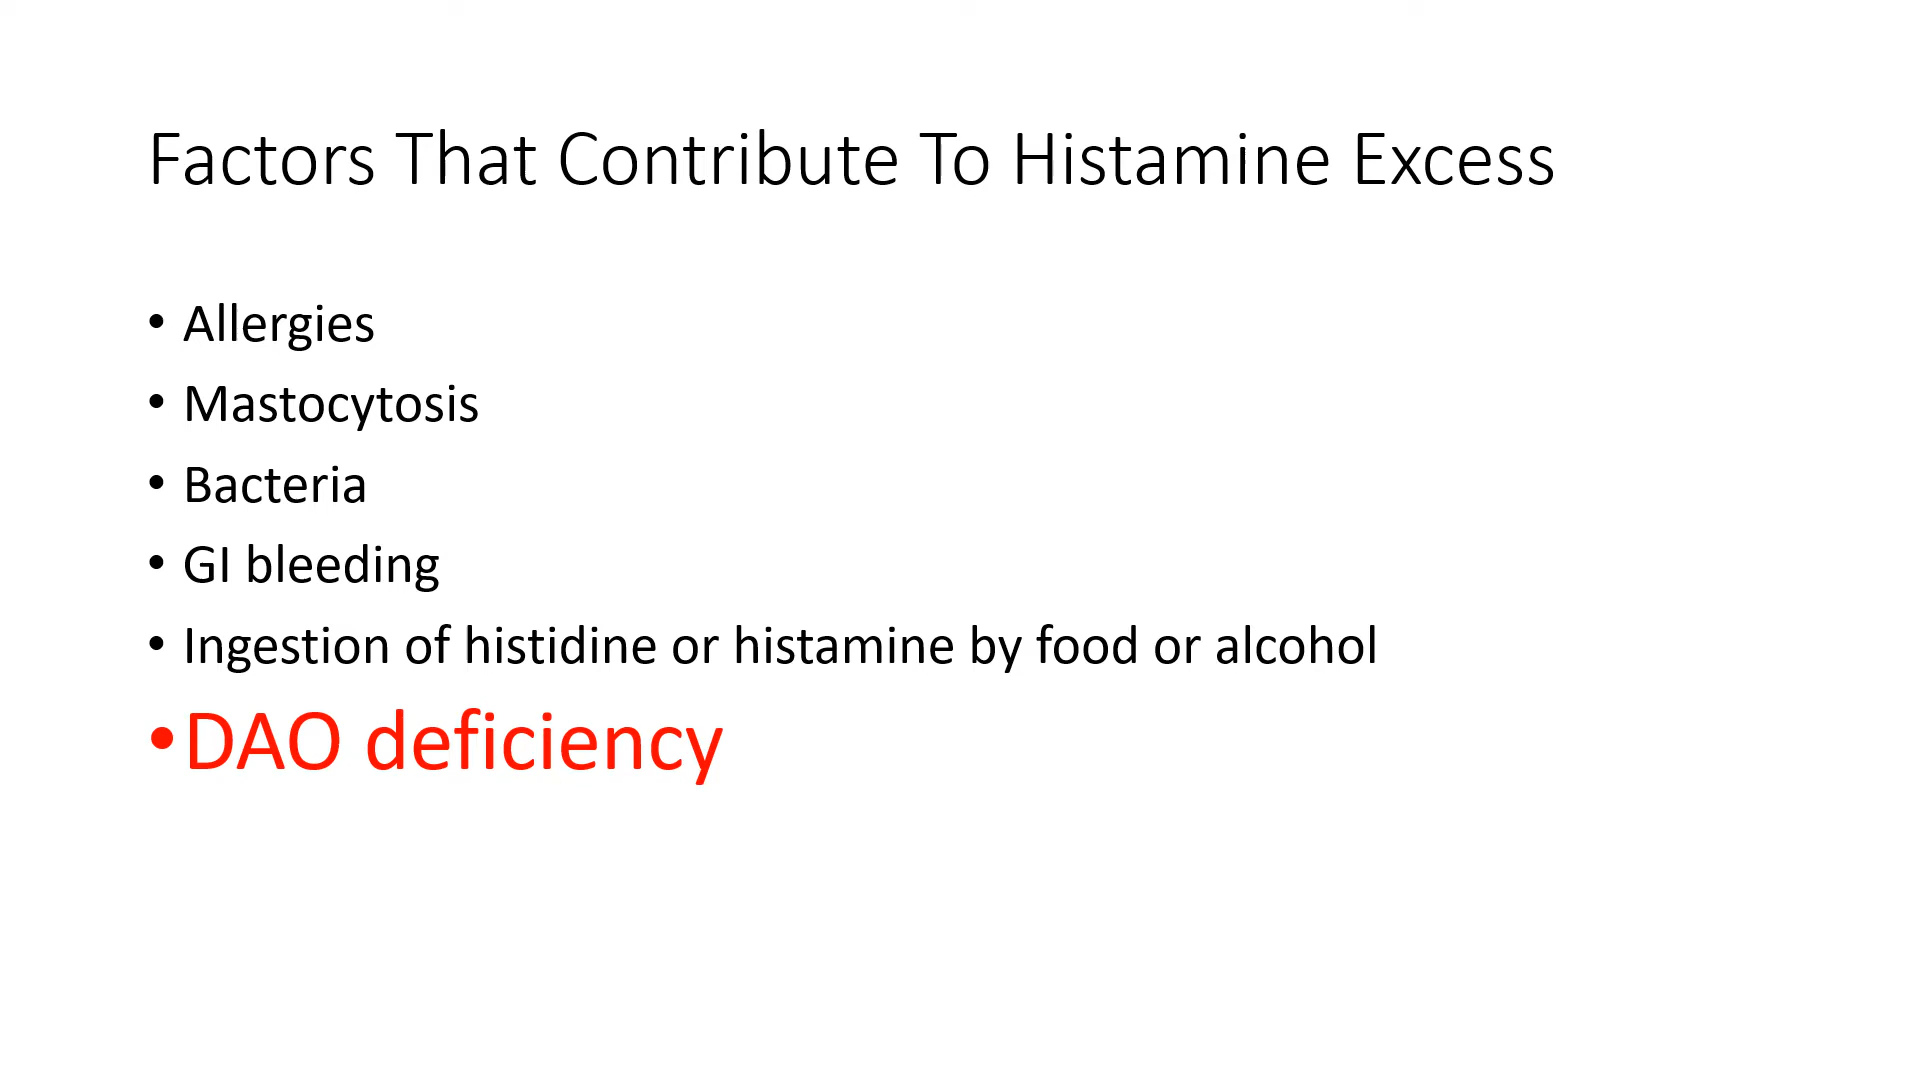 Factors That Contribute To Histamine Excess
• Allergies
• Mastocytosis
• Bacteria
• GI bleeding
• Ingestion of histidine or histamine by food or alcohol
• DAO deficiency